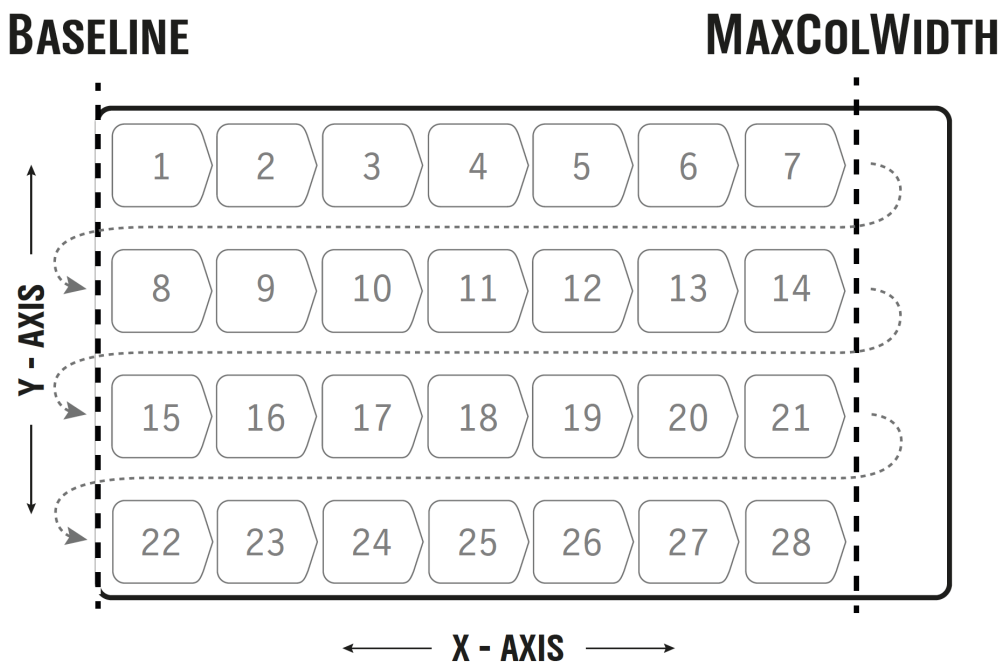 BASELINE MAXCOLWIDTH
1 2 3 4 5 6 7
8 9 10 11 12 13 14
Y - AXIS
15 16 17 18 19 20 21
22 23 24 25 26 27 28
X - AXIS